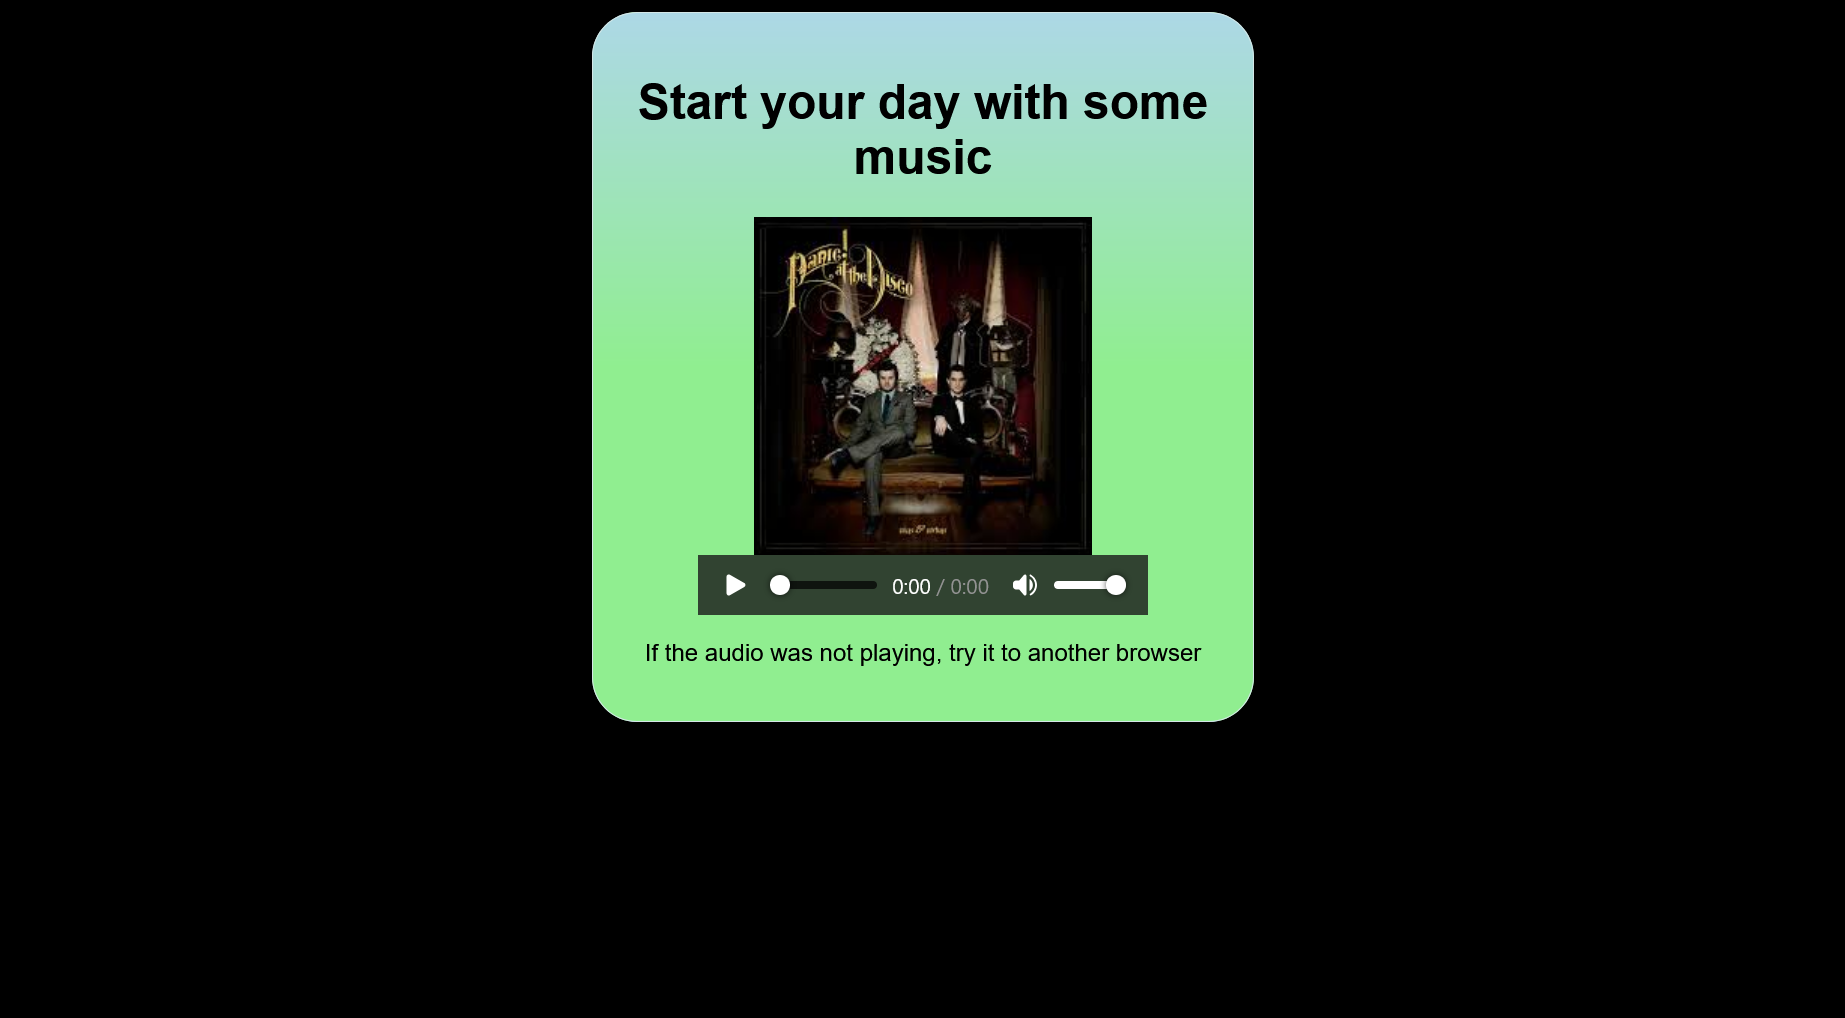 Start your day with some
music
Panic!
at the Disco
0:00 / 0:00
If the audio was not playing, try it to another browser